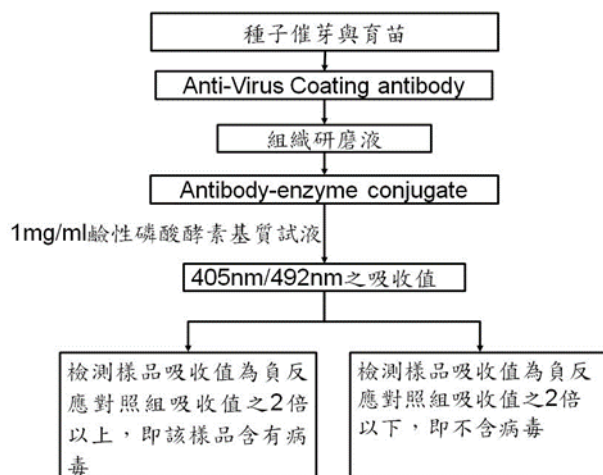 種子催芽與育苗
Anti-Virus Coating antibody
組織研磨液
Antibody-enzyme conjugate
1mg/ml鹼性磷酸酵素基質試液
405nm/492nm之吸收值
檢測樣品吸收值為負反
應對照組吸收值之2倍
以上，即該樣品含有病
毒
檢測樣品吸收值為負反
應對照組吸收值之2倍
以下，即不含病毒